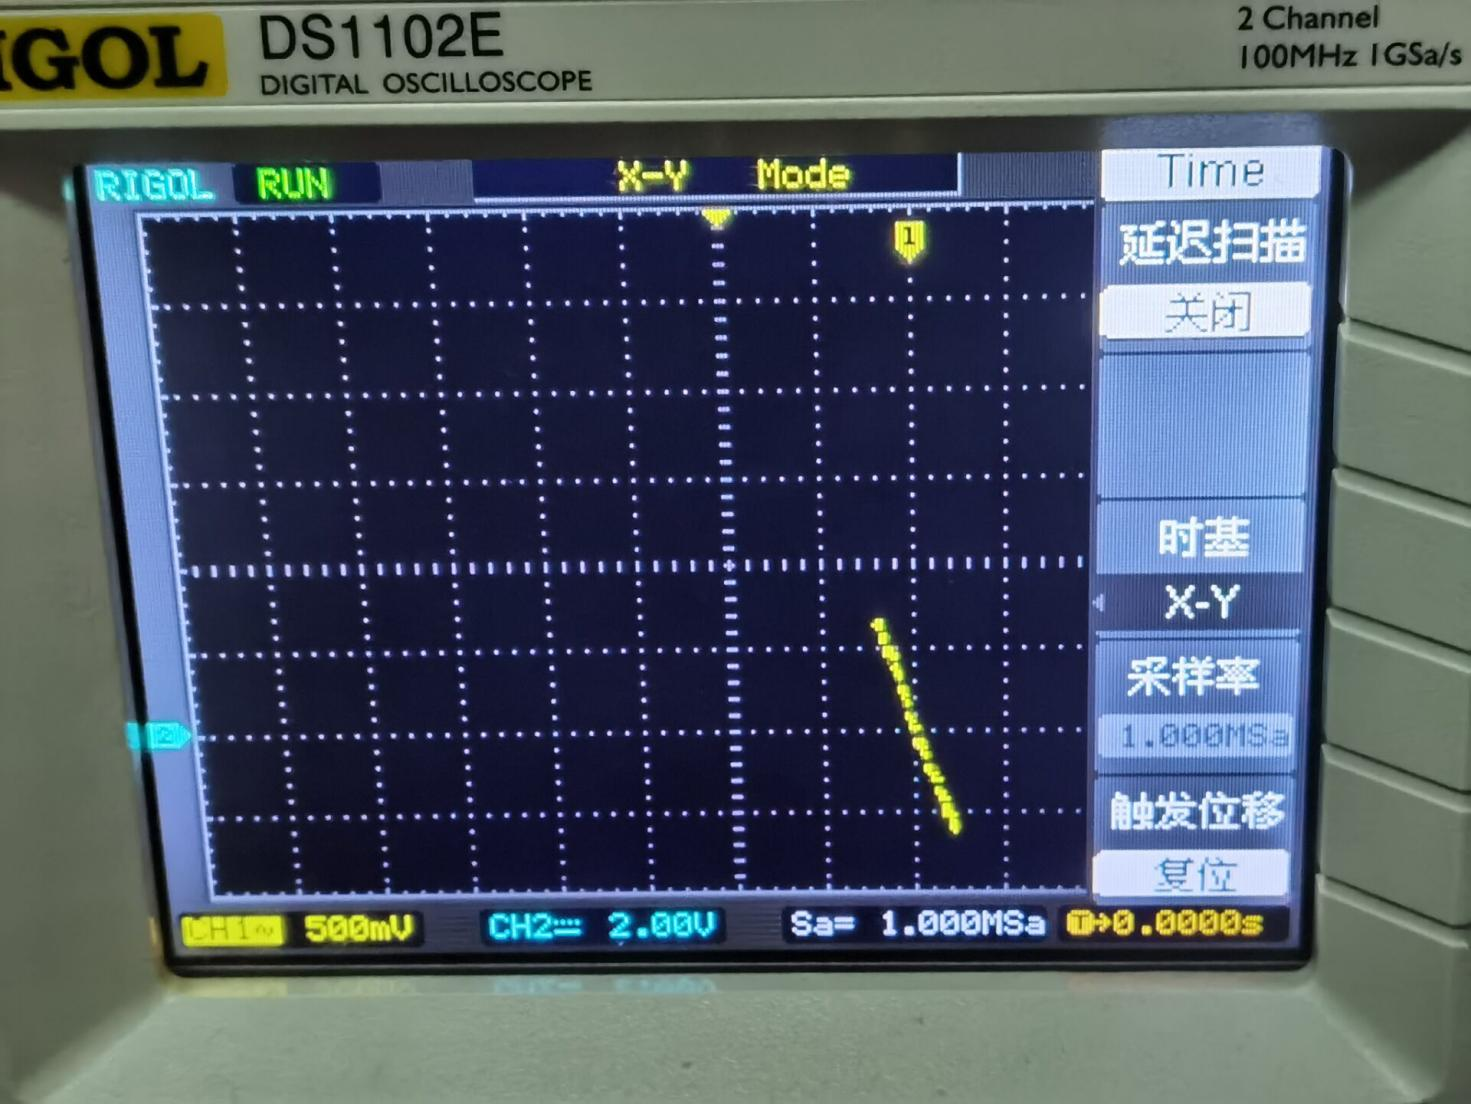 IGOL DS1102E
DIGITAL OSCILLOSCOPE
2 Channel
100MHz 1GSa/s
RIGOL RUN X-Y Mode
1
2
Time
延迟扫描
关闭
时基
X-Y
采样率
1.000MSa
触发位移
复位
CH1~ 500mV CH2 2.00V Sa= 1.000MSa T→0.0000s